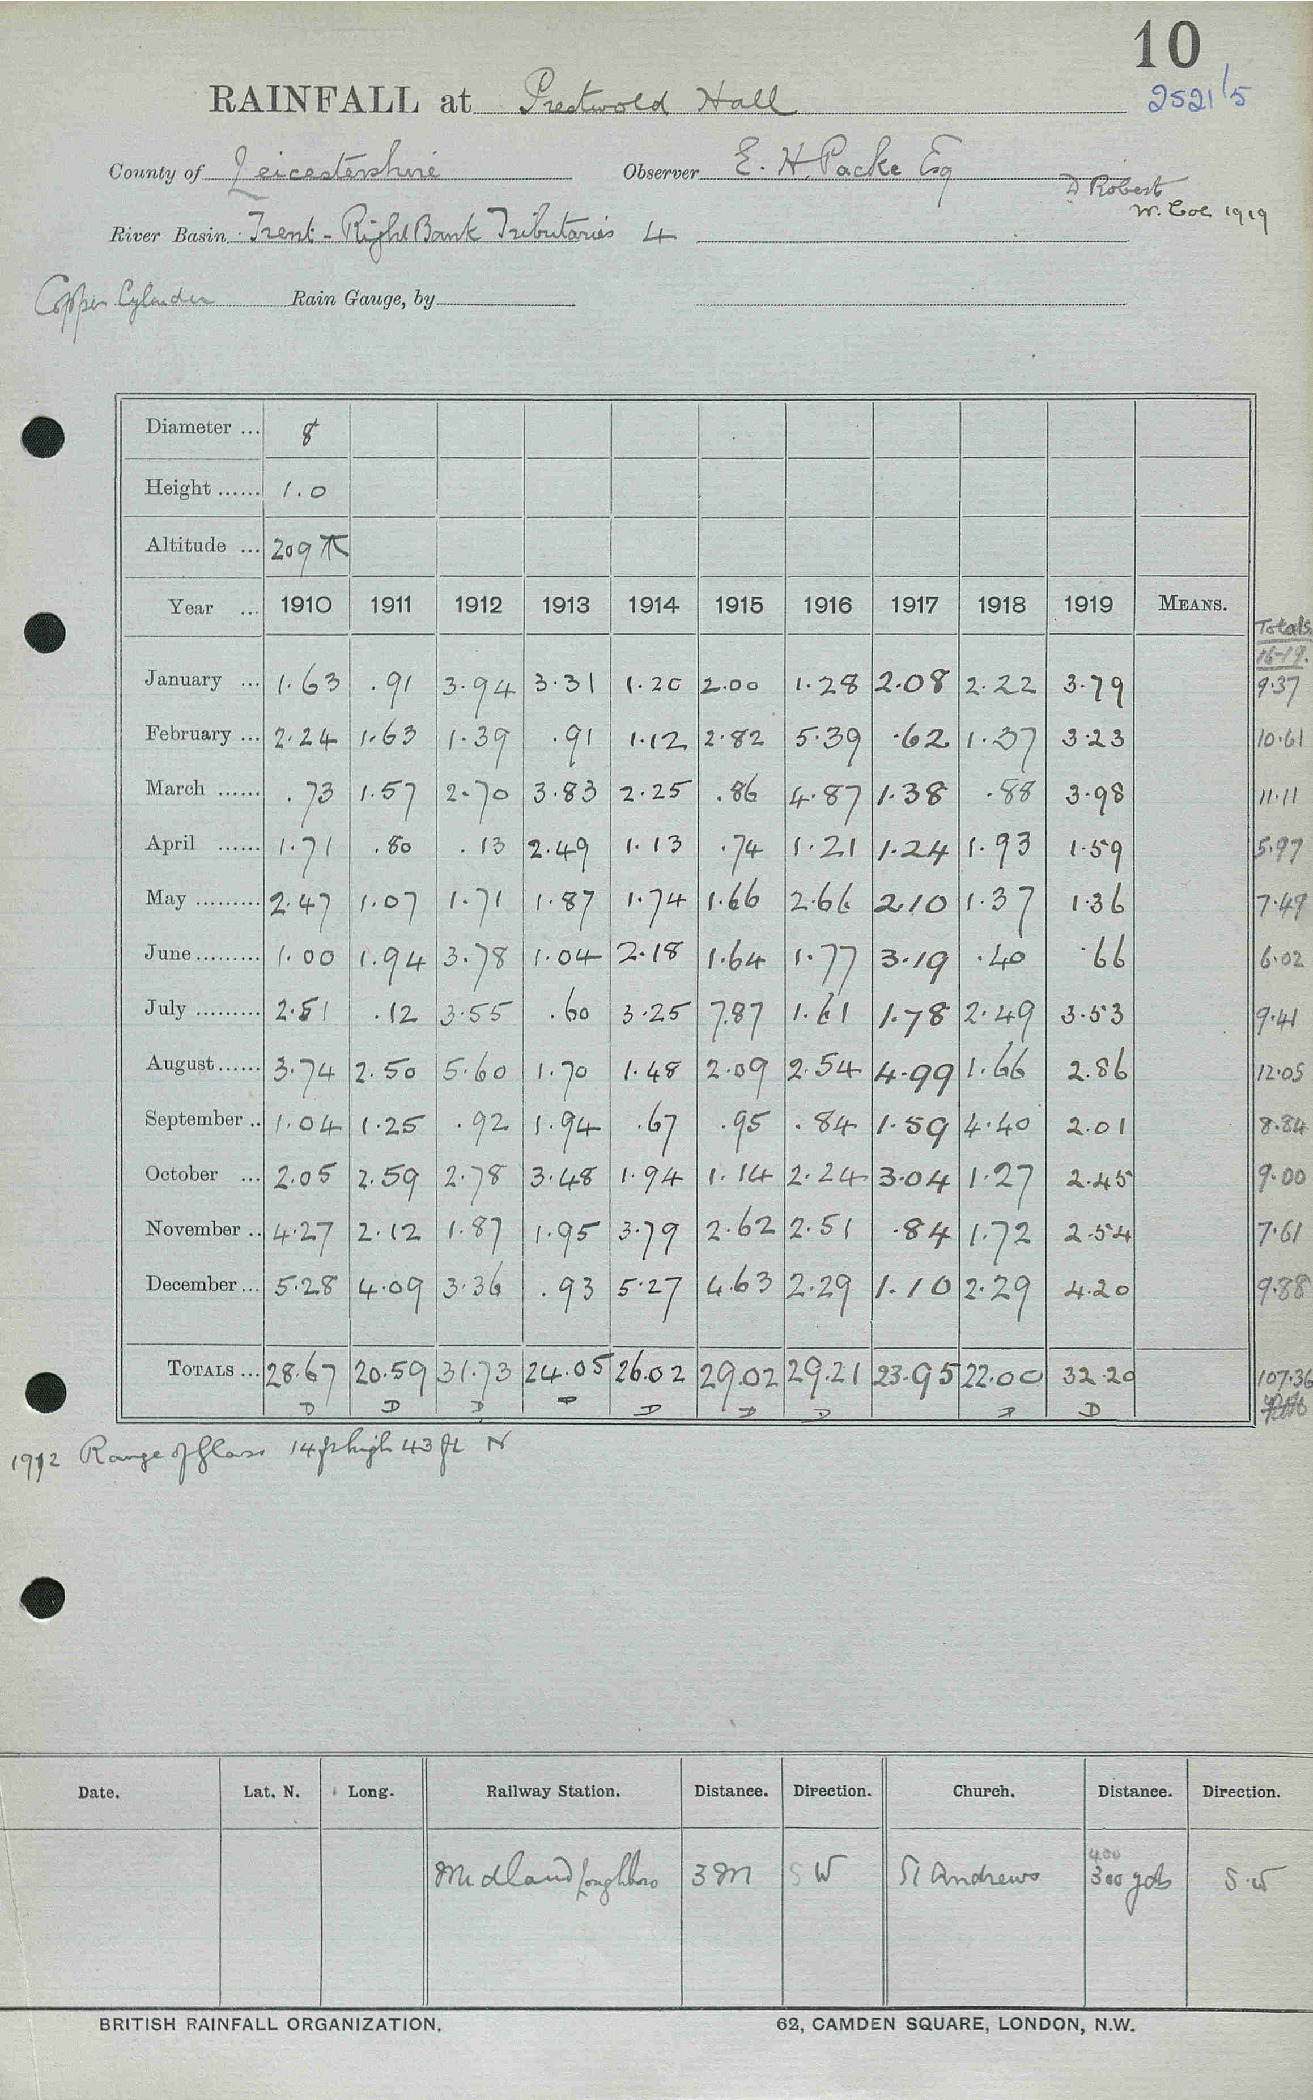 10
RAINFALL at Prestwold Hall 2521/5
County of Leicestershire Observer E. H. Packe Esq
D Roberts
W. Coe 1919
River Basin Trent - Right Bank Tributaries 4
Copper Cylinder Rain Gauge, by
Diameter ... 8
Height ...... 1.0
Altitude ... 209
Year ... 1910 1911 1912 1913 1914 1915 1916 1917 1918 1919 MEANS. Totals 16-19.
January ... 1.63 .91 3.94 3.31 1.20 2.00 1.28 2.08 2.22 3.79 9.37
February ... 2.24 1.63 1.39 .91 1.12 2.82 5.39 .62 1.37 3.23 10.61
March ...... .73 1.57 2.70 3.83 2.25 .86 4.87 1.38 .88 3.98 11.11
April ...... 1.71 .80 .13 2.49 1.13 .74 1.21 1.24 1.93 1.59 5.97
May ......... 2.47 1.07 1.71 1.87 1.74 1.66 2.66 2.10 1.37 1.36 7.49
June ......... 1.00 1.94 3.78 1.04 2.18 1.64 1.77 3.19 .40 .66 6.02
July ......... 2.51 .12 3.55 .60 3.25 7.87 1.61 1.78 2.49 3.53 9.41
August ...... 3.74 2.50 5.60 1.70 1.48 2.09 2.54 4.99 1.66 2.86 12.05
September .. 1.04 1.25 .92 1.94 .67 .95 .84 1.59 4.40 2.01 8.84
October ... 2.05 2.59 2.78 3.48 1.94 1.14 2.24 3.04 1.27 2.45 9.00
November .. 4.27 2.12 1.87 1.95 3.79 2.62 2.51 .84 1.72 2.54 7.61
December ... 5.28 4.09 3.36 .93 5.27 4.63 2.29 1.10 2.29 4.20 9.88
TOTALS ... 28.67 20.59 31.73 24.05 26.02 29.02 29.21 23.95 22.00 32.20 107.36
D D D D D D D D D
1912 Range of Glass 14ft high 43 ft N
Date. Lat. N. Long. Railway Station. Distance. Direction. Church. Distance. Direction.
400
Midland Loughboro 3 M SW St Andrews 300 yds S.W
BRITISH RAINFALL ORGANIZATION. 62, CAMDEN SQUARE, LONDON, N.W.